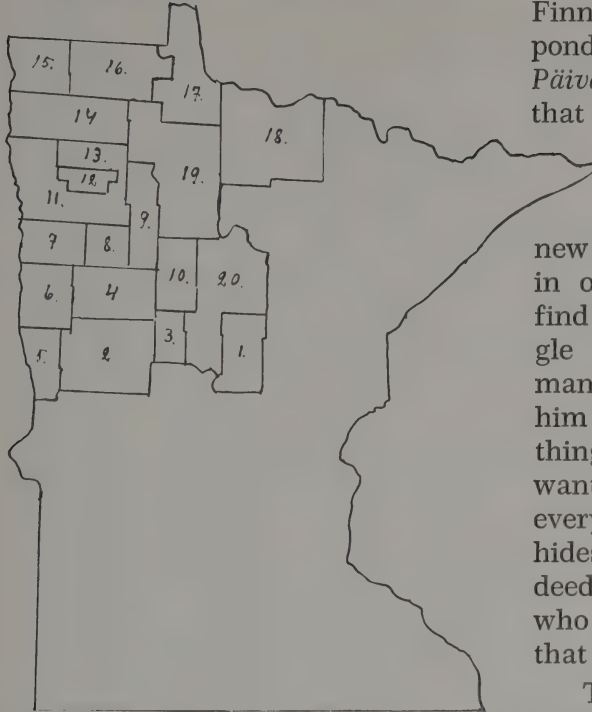 15.
16.
17.
14
18.
13.
12
19.
11.
9.
7
8.
10.
20.
6.
4
3.
5.
2
1.
Finn
pond
Päiv
that
new
in o
find
gle
man
him
thing
want
every
hides
deed
who
that
T